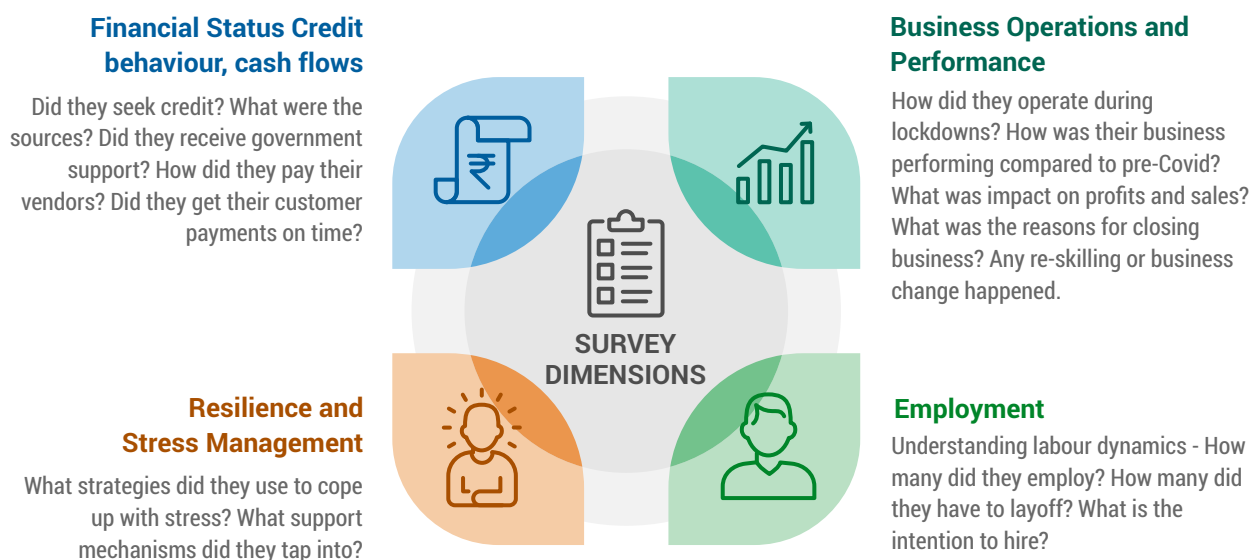 Financial Status Credit
behaviour, cash flows
Did they seek credit? What were the
sources? Did they receive government
support? How did they pay their
vendors? Did they get their customer
payments on time?
Business Operations and
Performance
How did they operate during
lockdowns? How was their business
performing compared to pre-Covid?
What was impact on profits and sales?
What was the reasons for closing
business? Any re-skilling or business
change happened.
₹
SURVEY
DIMENSIONS
Resilience and
Stress Management
What strategies did they use to cope
up with stress? What support
mechanisms did they tap into?
Employment
Understanding labour dynamics - How
many did they employ? How many did
they have to layoff? What is the
intention to hire?